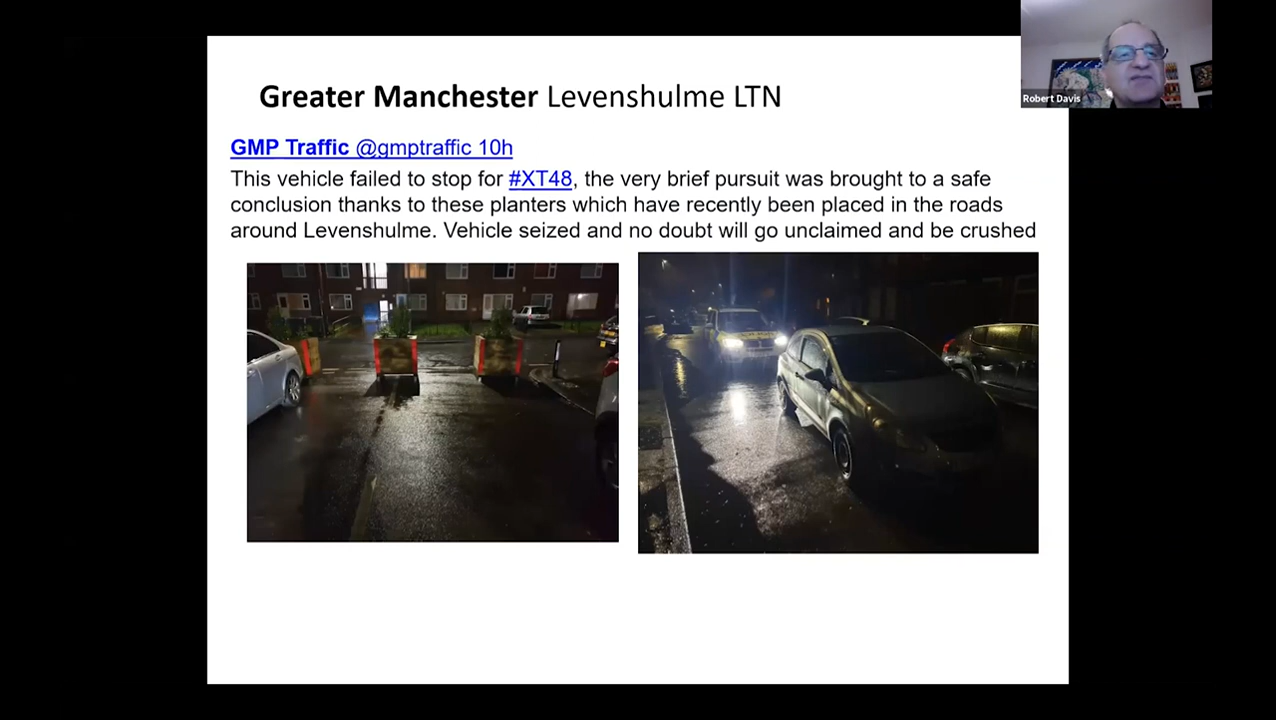 Greater Manchester Levenshulme LTN
GMP Traffic @gmptraffic 10h
This vehicle failed to stop for #XT48, the very brief pursuit was brought to a safe
conclusion thanks to these planters which have recently been placed in the roads
around Levenshulme. Vehicle seized and no doubt will go unclaimed and be crushed
Robert Davis